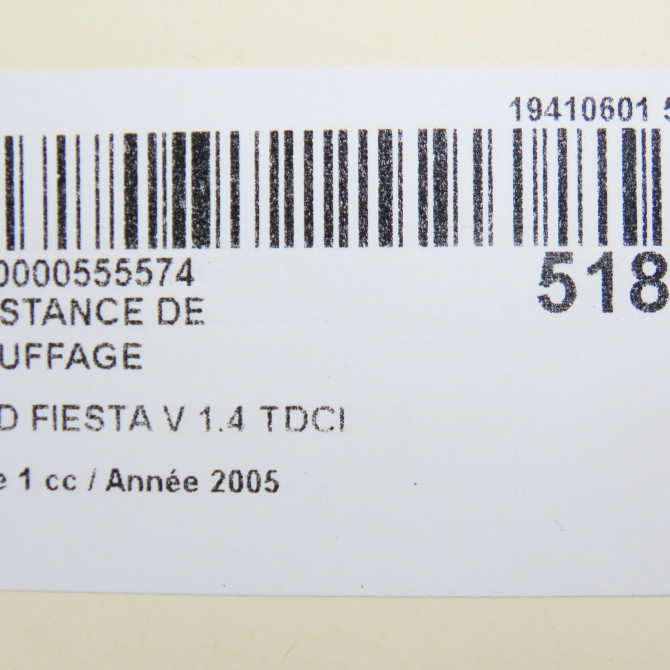 19410601 5
0000555574
518
STANCE DE
UFFAGE
D FIESTA V 1.4 TDCI
e 1 cc / Année 2005